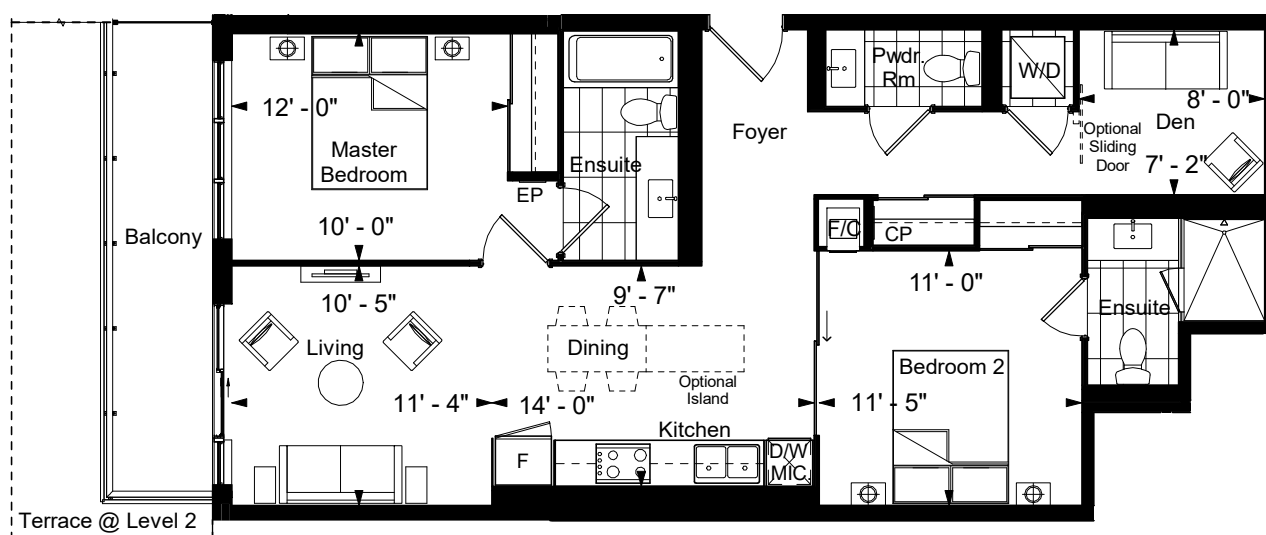 Pwdr.
Rm
W/D
8' - 0"
12' - 0"
Den
Foyer
Optional
Sliding
Door
Master
Bedroom
Ensuite
7' - 2"
EP
10' - 0"
F/C
CP
Balcony
11' - 0"
10' - 5"
9' - 7"
Ensuite
Living
Dining
Bedroom 2
Optional
Island
11' - 4"
14' - 0"
11' - 5"
Kitchen
F
D/W
MIC
Terrace @ Level 2